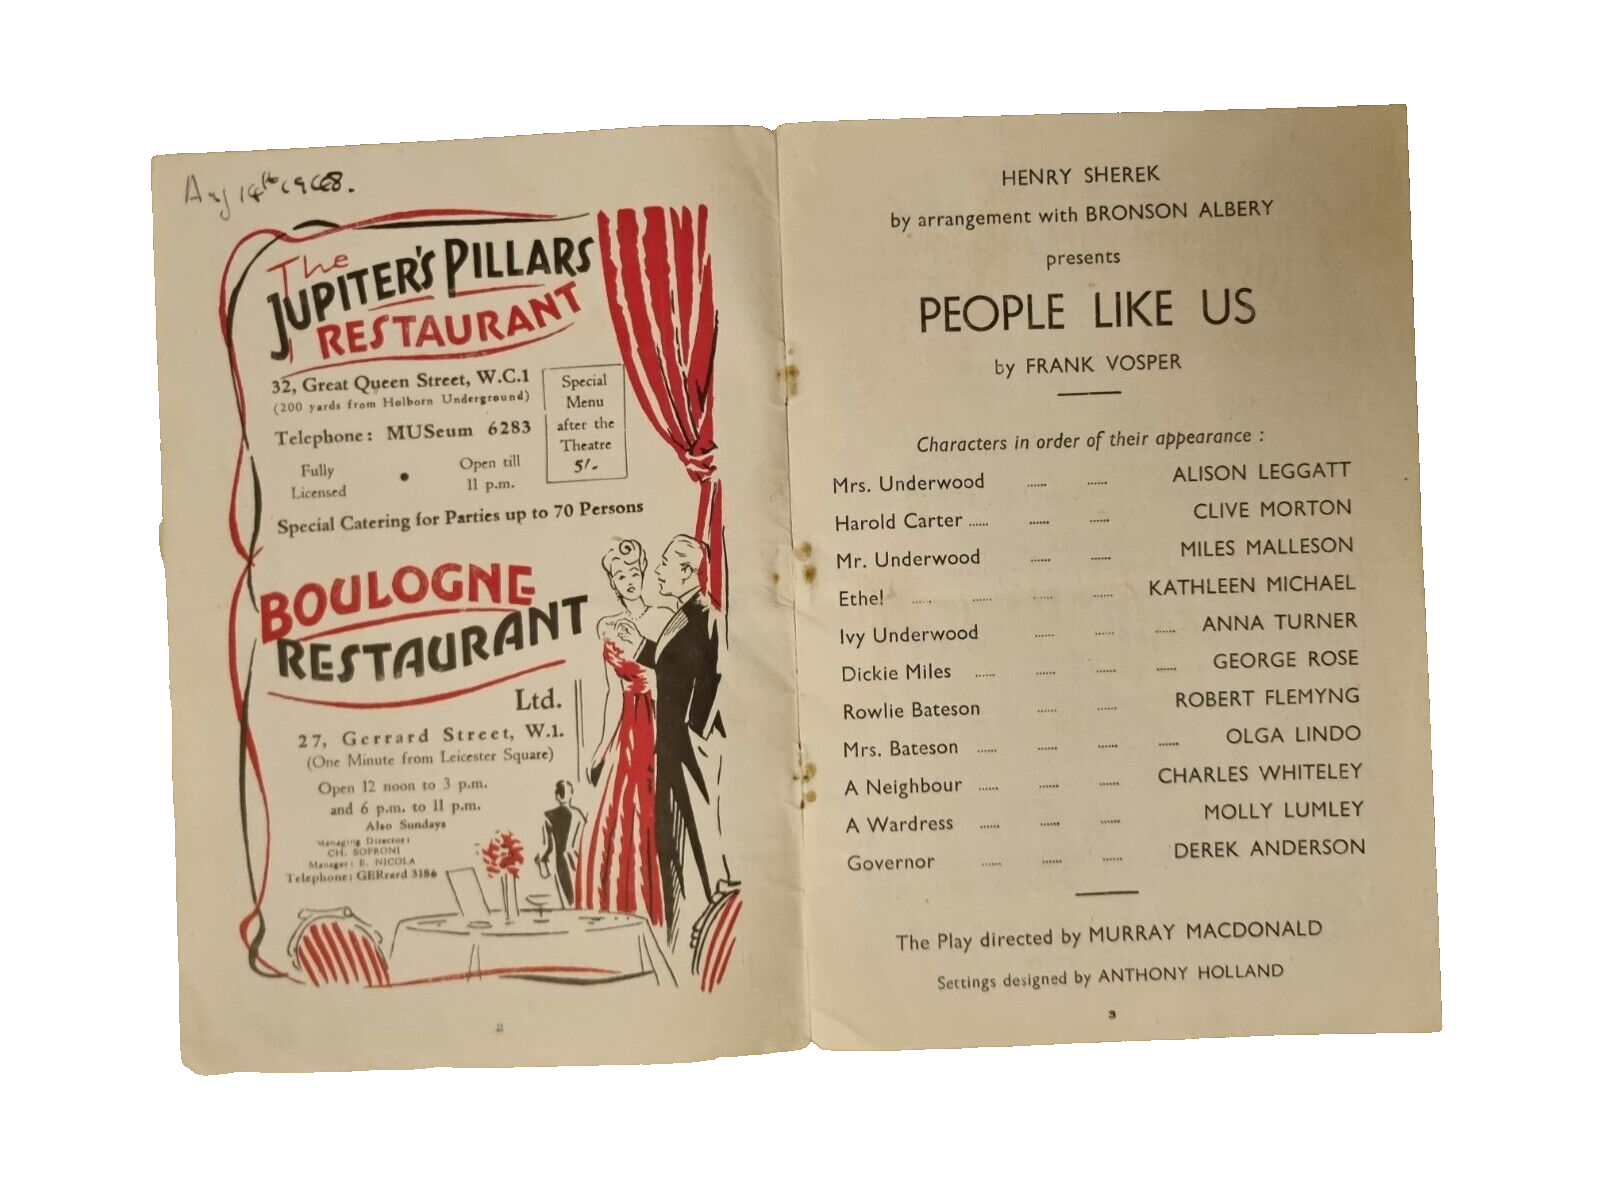 Aug 14th 1948.
The
JUPITER'S PILLARS
RESTAURANT
32, Great Queen Street, W.C.1
(200 yards from Holborn Underground)
Telephone: MUSeum 6283
Fully
Licensed
•
Open till
11 p.m.
Special
Menu
after the
Theatre
5/-
Special Catering for Parties up to 70 Persons
BOULOGNE
RESTAURANT
Ltd.
27, Gerrard Street, W.1.
(One Minute from Leicester Square)
Open 12 noon to 3 p.m.
and 6 p.m. to 11 p.m.
Also Sundays
Managing Director:
CH. SOFRONI
Manager: E. NICOLA
Telephone: GERrard 3186
2
HENRY SHEREK
by arrangement with BRONSON ALBERY
presents
PEOPLE LIKE US
by FRANK VOSPER
Characters in order of their appearance :
Mrs. Underwood ...... ...... ALISON LEGGATT
Harold Carter ...... ...... ...... CLIVE MORTON
Mr. Underwood ...... ...... MILES MALLESON
Ethel ...... ...... ...... ...... KATHLEEN MICHAEL
Ivy Underwood ...... ...... ...... ANNA TURNER
Dickie Miles ...... ...... ...... ...... GEORGE ROSE
Rowlie Bateson ...... ...... ROBERT FLEMYNG
Mrs. Bateson ...... ...... ...... ...... OLGA LINDO
A Neighbour ...... ...... ...... CHARLES WHITELEY
A Wardress ...... ...... ...... MOLLY LUMLEY
Governor ...... ...... ...... DEREK ANDERSON
The Play directed by MURRAY MACDONALD
Settings designed by ANTHONY HOLLAND
3